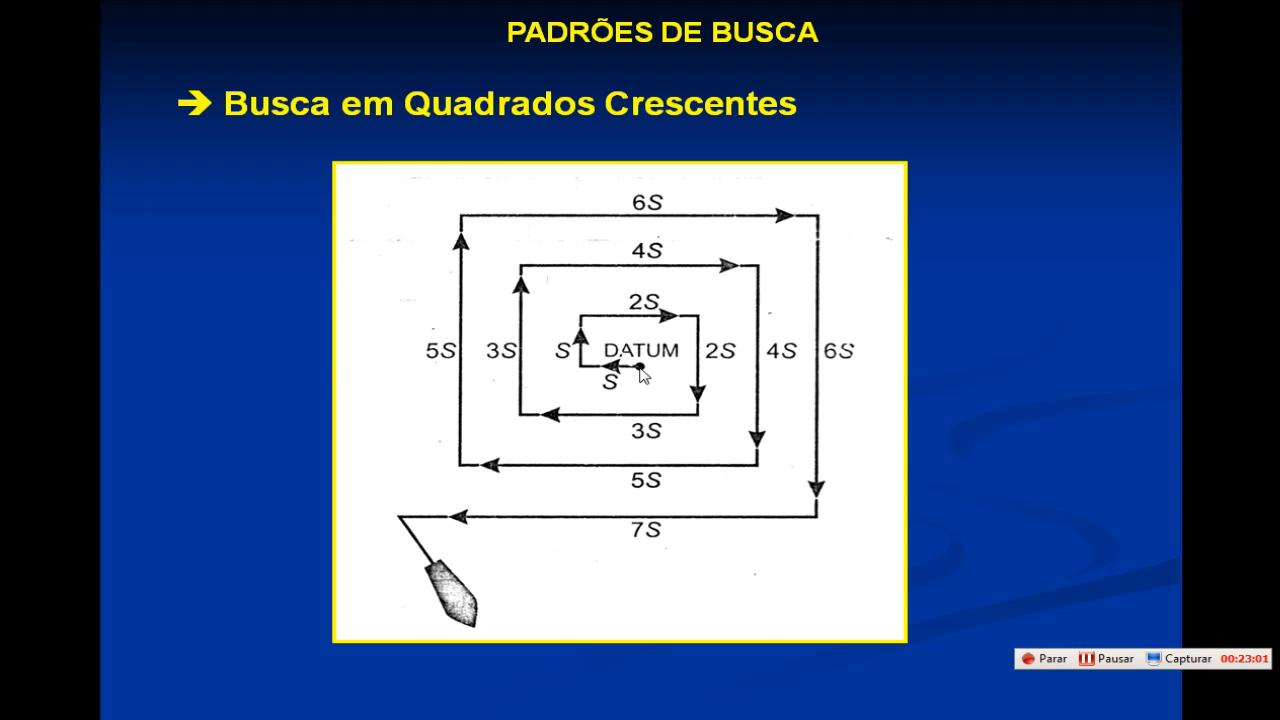 PADRÕES DE BUSCA
➔ Busca em Quadrados Crescentes
6S
4S
2S
5S 3S S DATUM 2S 4S 6S
S
3S
5S
7S
Parar Pausar Capturar 00:23:01